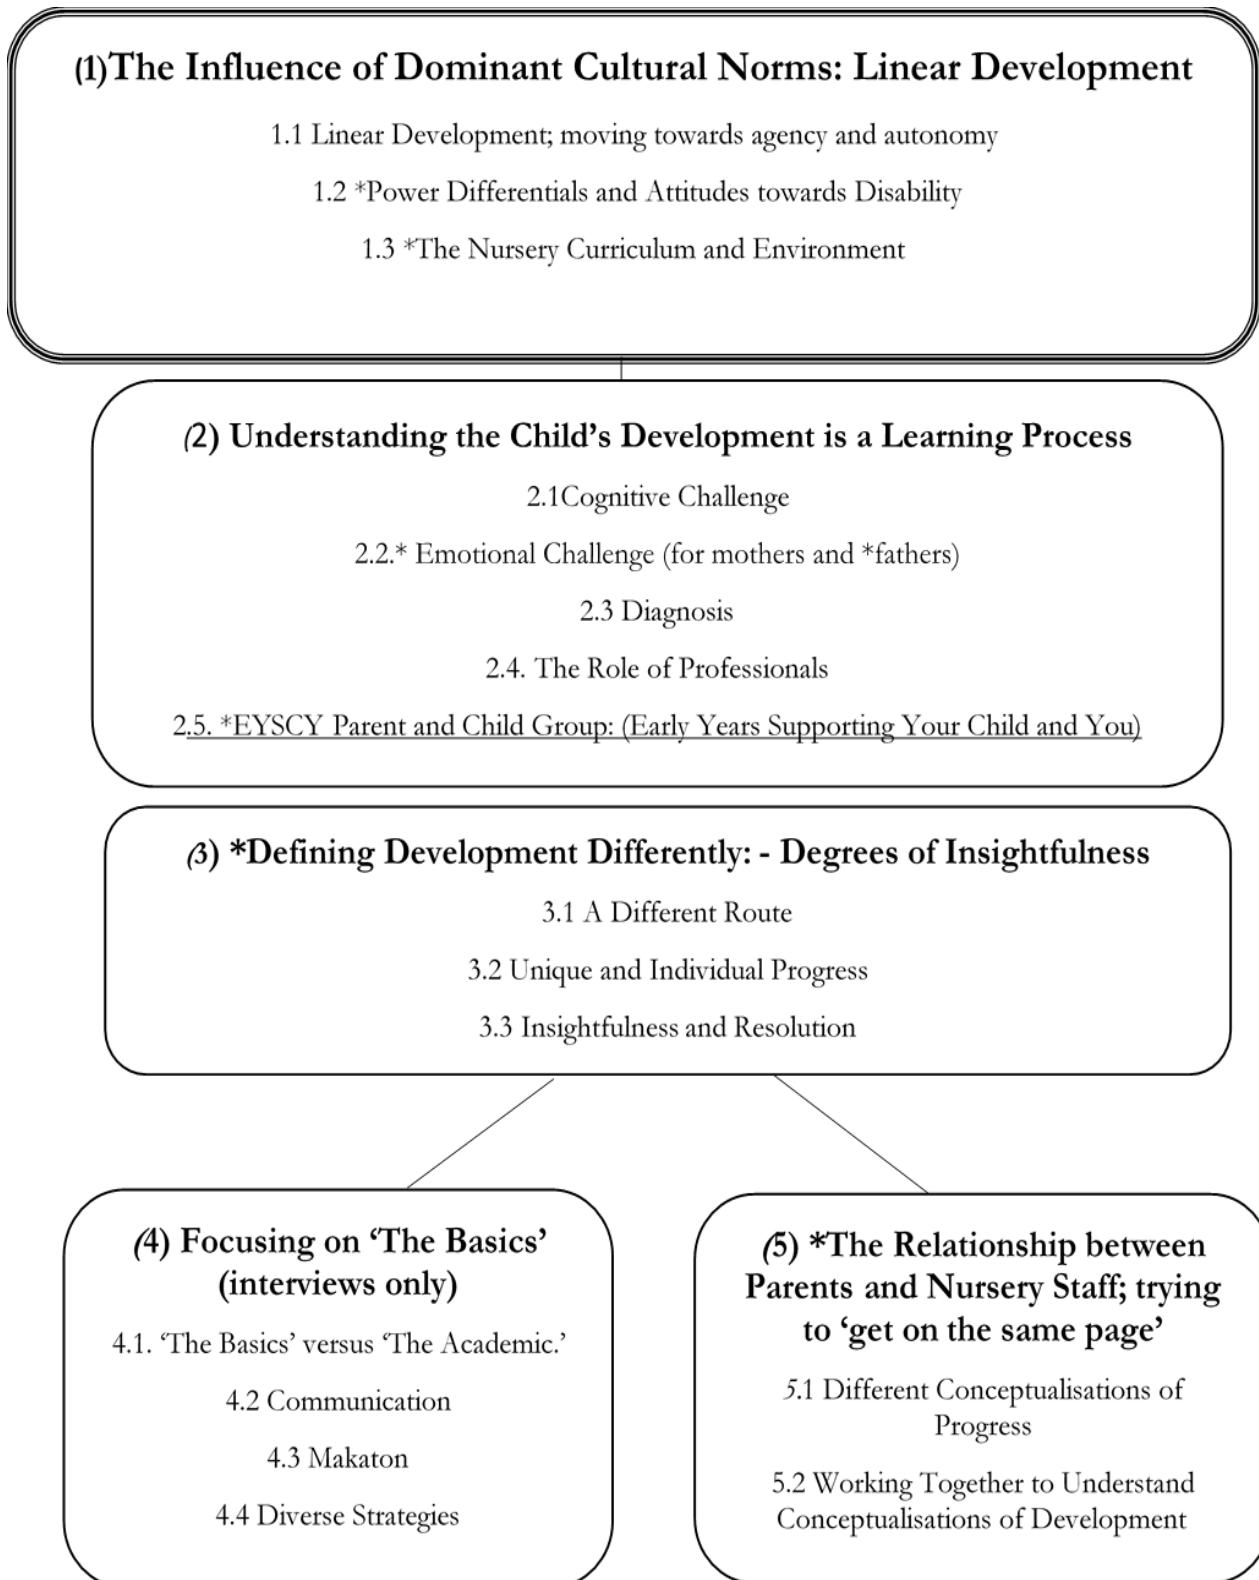 (1)The Influence of Dominant Cultural Norms: Linear Development
1.1 Linear Development; moving towards agency and autonomy
1.2 *Power Differentials and Attitudes towards Disability
1.3 *The Nursery Curriculum and Environment
(2) Understanding the Child's Development is a Learning Process
2.1Cognitive Challenge
2.2.* Emotional Challenge (for mothers and *fathers)
2.3 Diagnosis
2.4. The Role of Professionals
2.5. *EYSCY Parent and Child Group: (Early Years Supporting Your Child and You)
(3) *Defining Development Differently: - Degrees of Insightfulness
3.1 A Different Route
3.2 Unique and Individual Progress
3.3 Insightfulness and Resolution
(4) Focusing on ‘The Basics’
(interviews only)
4.1. ‘The Basics’ versus ‘The Academic.’
4.2 Communication
4.3 Makaton
4.4 Diverse Strategies
(5) *The Relationship between
Parents and Nursery Staff; trying
to ‘get on the same page’
5.1 Different Conceptualisations of
Progress
5.2 Working Together to Understand
Conceptualisations of Development